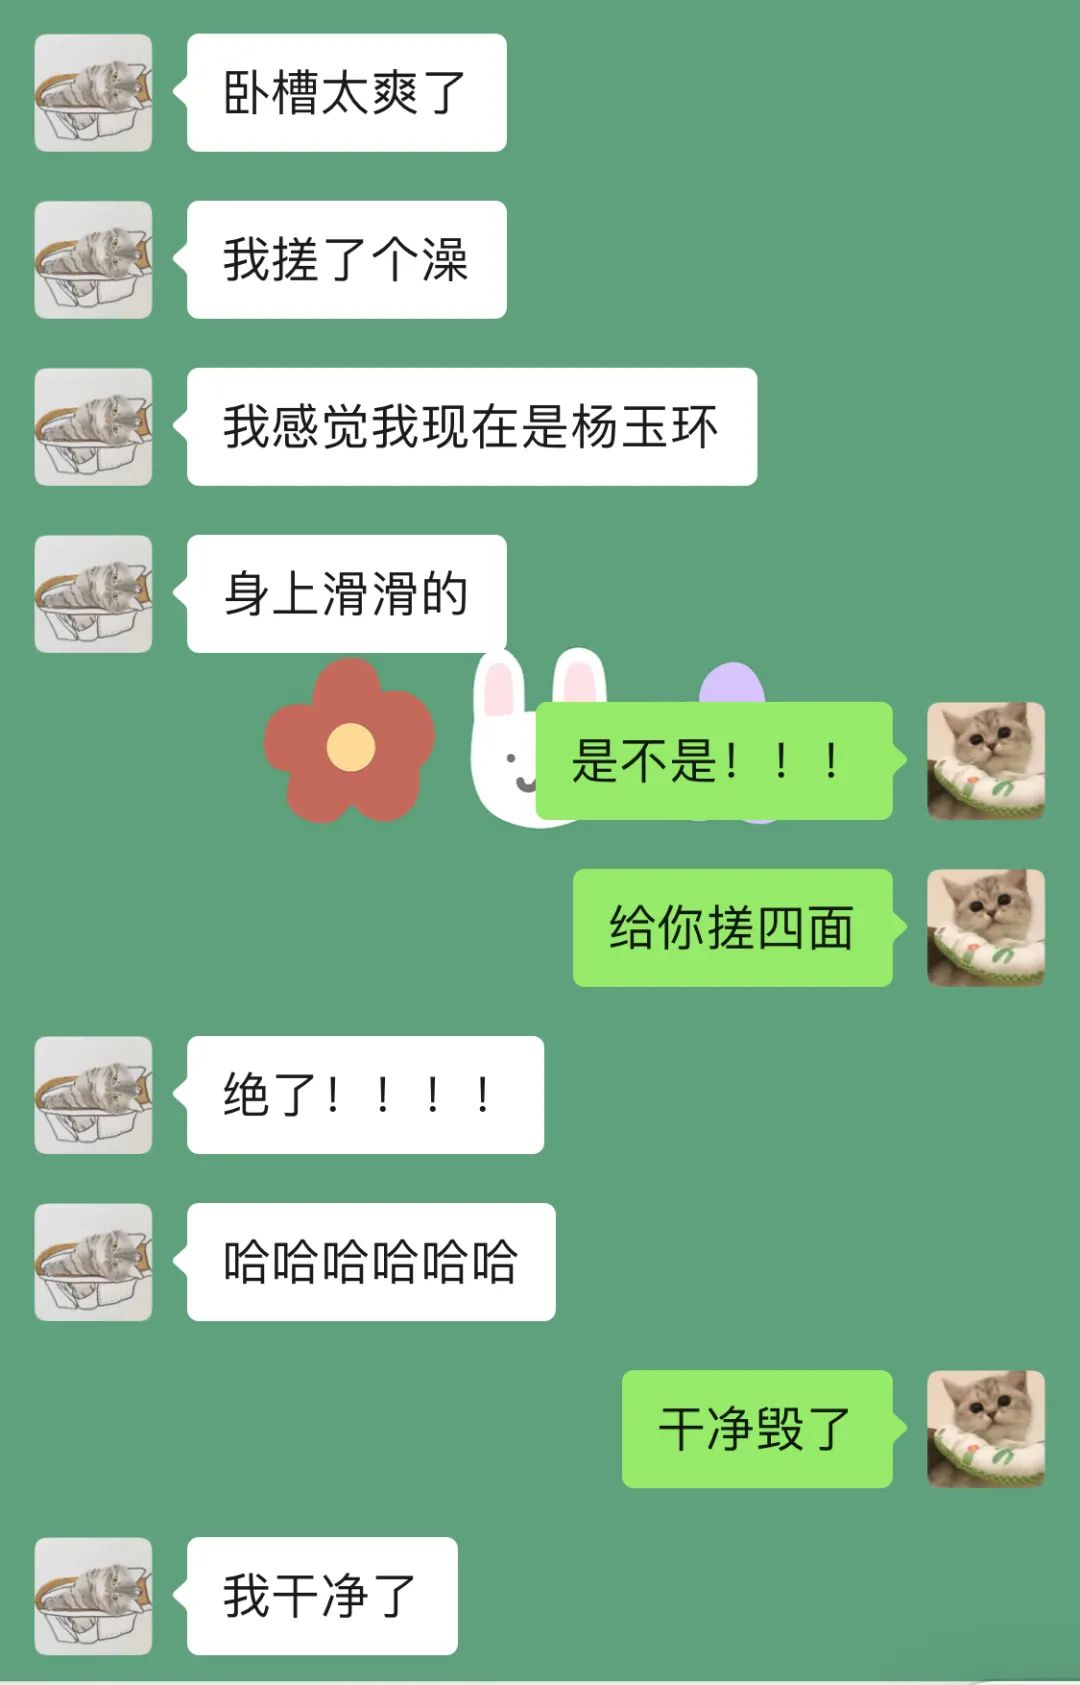 卧槽太爽了
我搓了个澡
我感觉我现在是杨玉环
身上滑滑的
是不是！！！
给你搓四面
绝了！！！！
哈哈哈哈哈哈
干净毁了
我干净了